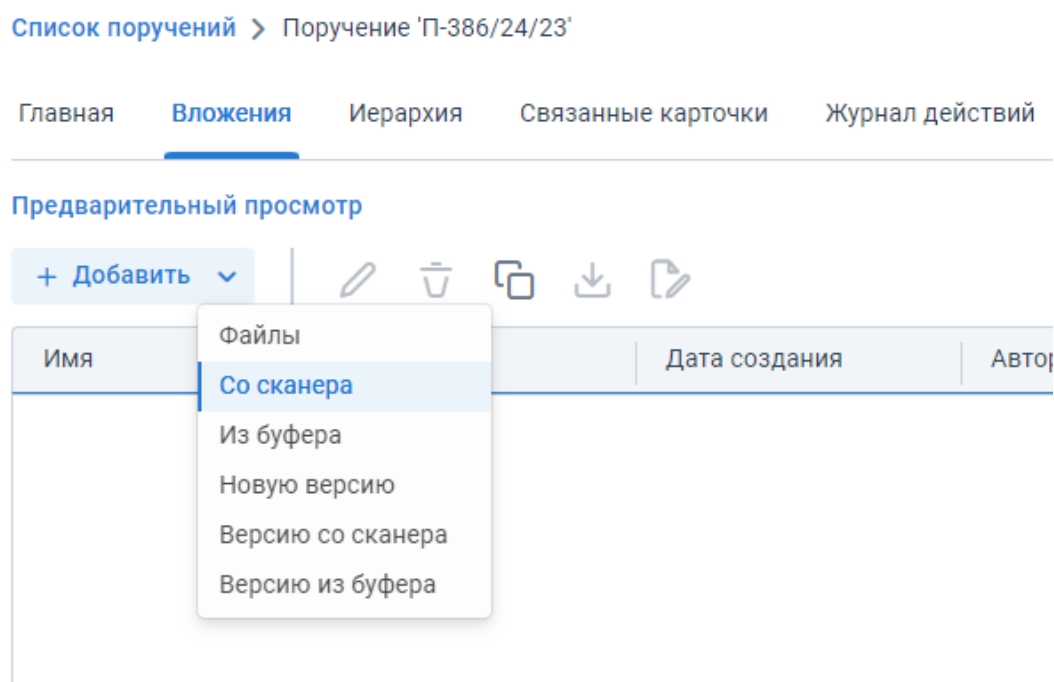 Список поручений > Поручение 'П-386/24/23'
Главная Вложения Иерархия Связанные карточки Журнал действий
Предварительный просмотр
+ Добавить
Имя Дата создания
Файлы
Со сканера
Из буфера
Новую версию
Версию со сканера
Версию из буфера